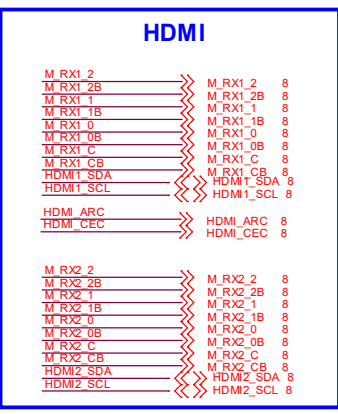 HDMI
M_RX1_2 M_RX1_2 8
M_RX1_2B M_RX1_2B 8
M_RX1_1 M_RX1_1 8
M_RX1_1B M_RX1_1B 8
M_RX1_0 M_RX1_0 8
M_RX1_0B M_RX1_0B 8
M_RX1_C M_RX1_C 8
M_RX1_CB M_RX1_CB 8
HDMI1_SDA HDMI1_SDA 8
HDMI1_SCL HDMI1_SCL 8
HDMI_ARC HDMI_ARC 8
HDMI_CEC HDMI_CEC 8
M_RX2_2 M_RX2_2 8
M_RX2_2B M_RX2_2B 8
M_RX2_1 M_RX2_1 8
M_RX2_1B M_RX2_1B 8
M_RX2_0 M_RX2_0 8
M_RX2_0B M_RX2_0B 8
M_RX2_C M_RX2_C 8
M_RX2_CB M_RX2_CB 8
HDMI2_SDA HDMI2_SDA 8
HDMI2_SCL HDMI2_SCL 8